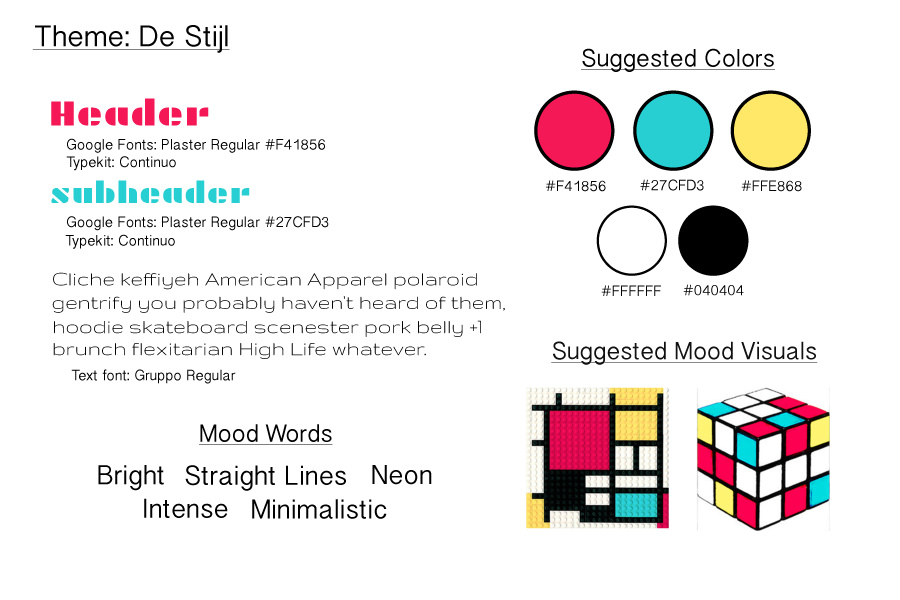 Theme: De Stijl
Header
Google Fonts: Plaster Regular #F41856
Typekit: Continuo
subheader
Google Fonts: Plaster Regular #27CFD3
Typekit: Continuo
Cliche keffiyeh American Apparel polaroid
gentrify you probably haven't heard of them,
hoodie skateboard scenester pork belly +1
brunch flexitarian High Life whatever.
Text font: Gruppo Regular
Mood Words
Bright Straight Lines Neon
Intense Minimalistic
Suggested Colors
#F41856 #27CFD3 #FFE868
#FFFFFF #040404
Suggested Mood Visuals